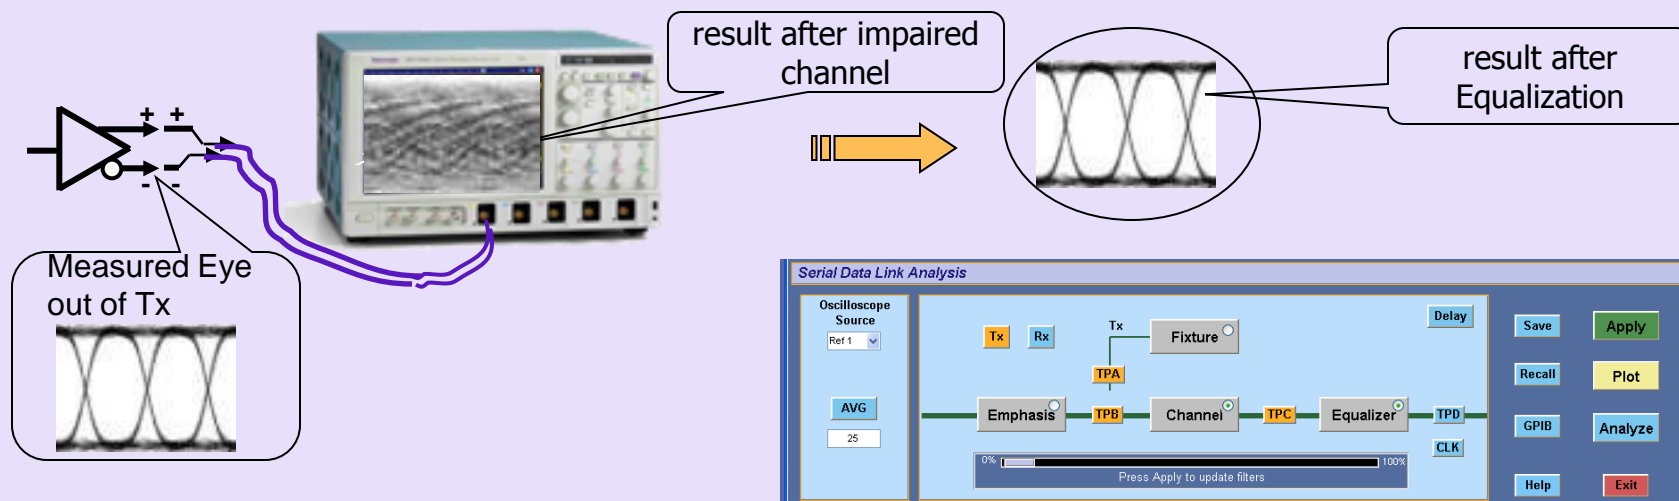 result after impaired
channel
result after
Equalization
+ +
- -
Measured Eye
out of Tx
Serial Data Link Analysis
Oscilloscope
Source
Ref 1
AVG
25
Tx
Rx
Tx
Fixture
Delay
TPA
Emphasis
TPB
Channel
TPC
Equalizer
TPD
CLK
0%
100%
Press Apply to update filters
Save
Apply
Recall
Plot
GPIB
Analyze
Help
Exit